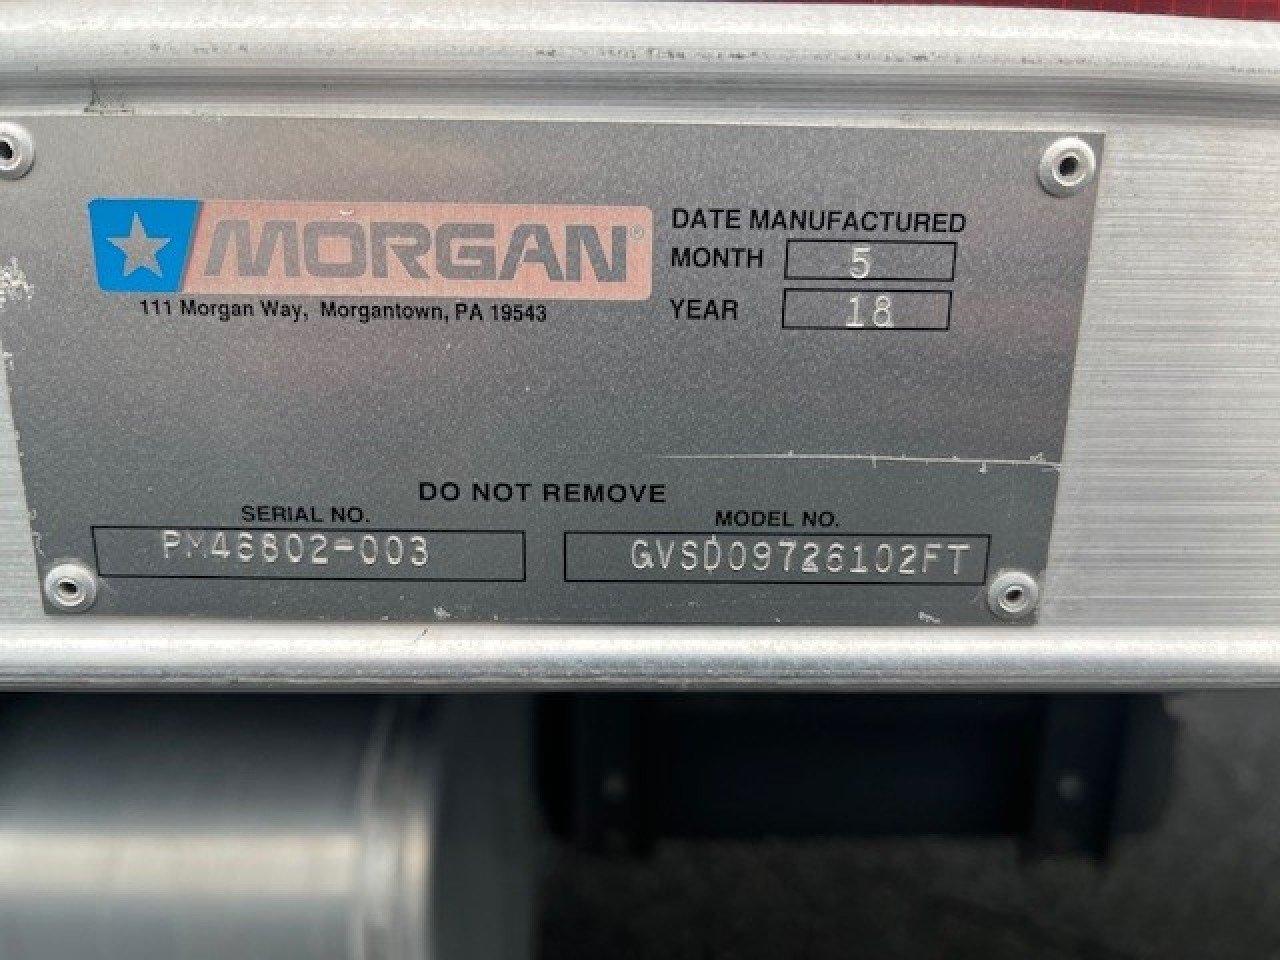 MORGAN®
111 Morgan Way, Morgantown, PA 19543
DATE MANUFACTURED
MONTH 5
YEAR 18
DO NOT REMOVE
SERIAL NO.
PM46802-003
MODEL NO.
GVSD09726102FT